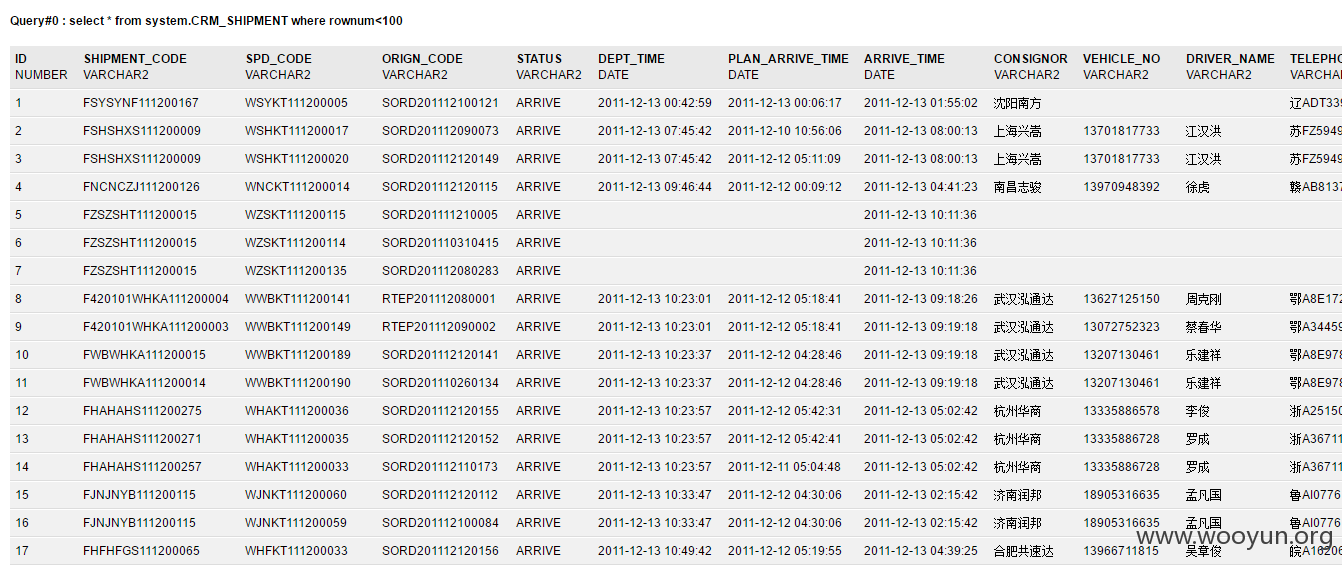 Query#0 : select * from system.CRM_SHIPMENT where rownum<100
ID SHIPMENT_CODE SPD_CODE ORIGN_CODE STATUS DEPT_TIME PLAN_ARRIVE_TIME ARRIVE_TIME CONSIGNOR VEHICLE_NO DRIVER_NAME TELEPHO
NUMBER VARCHAR2 VARCHAR2 VARCHAR2 VARCHAR2 DATE DATE DATE VARCHAR2 VARCHAR2 VARCHAR2 VARCHA
1 FSYSYNF111200167 WSYKT111200005 SORD201112100121 ARRIVE 2011-12-13 00:42:59 2011-12-13 00:06:17 2011-12-13 01:55:02 沈阳南方 辽ADT339
2 FSHSHXS111200009 WSHKT111200017 SORD201112090073 ARRIVE 2011-12-13 07:45:42 2011-12-10 10:56:06 2011-12-13 08:00:13 上海兴嵩 13701817733 江汉洪 苏FZ5949
3 FSHSHXS111200009 WSHKT111200020 SORD201112120149 ARRIVE 2011-12-13 07:45:42 2011-12-12 05:11:09 2011-12-13 08:00:13 上海兴嵩 13701817733 江汉洪 苏FZ5949
4 FNCNCZJ111200126 WNCKT111200014 SORD201112120115 ARRIVE 2011-12-13 09:46:44 2011-12-12 00:09:12 2011-12-13 04:41:23 南昌志骏 13970948392 徐虎 赣AB8137
5 FZSZSHT111200015 WZSKT111200115 SORD201111210005 ARRIVE 2011-12-13 10:11:36
6 FZSZSHT111200015 WZSKT111200114 SORD201110310415 ARRIVE 2011-12-13 10:11:36
7 FZSZSHT111200015 WZSKT111200135 SORD201112080283 ARRIVE 2011-12-13 10:11:36
8 F420101WHKA111200004 WWBKT111200141 RTEP201112080001 ARRIVE 2011-12-13 10:23:01 2011-12-12 05:18:41 2011-12-13 09:18:26 武汉泓通达 13627125150 周克刚 鄂A8E172
9 F420101WHKA111200003 WWBKT111200149 RTEP201112090002 ARRIVE 2011-12-13 10:23:01 2011-12-12 05:18:41 2011-12-13 09:19:18 武汉泓通达 13072752323 蔡春华 鄂A34459
10 FWBWHKA111200015 WWBKT111200189 SORD201112120141 ARRIVE 2011-12-13 10:23:37 2011-12-12 04:28:46 2011-12-13 09:19:18 武汉泓通达 13207130461 乐建祥 鄂A8E978
11 FWBWHKA111200014 WWBKT111200190 SORD201110260134 ARRIVE 2011-12-13 10:23:37 2011-12-12 04:28:46 2011-12-13 09:19:18 武汉泓通达 13207130461 乐建祥 鄂A8E978
12 FHAHAHS111200275 WHAKT111200036 SORD201112120155 ARRIVE 2011-12-13 10:23:57 2011-12-12 05:42:31 2011-12-13 05:02:42 杭州华商 13335886578 李俊 浙A25150
13 FHAHAHS111200271 WHAKT111200035 SORD201112120152 ARRIVE 2011-12-13 10:23:57 2011-12-12 05:42:41 2011-12-13 05:02:42 杭州华商 13335886728 罗成 浙A36711
14 FHAHAHS111200257 WHAKT111200033 SORD201112110173 ARRIVE 2011-12-13 10:23:57 2011-12-11 05:04:48 2011-12-13 05:02:42 杭州华商 13335886728 罗成 浙A36711
15 FJNJNYB111200115 WJNKT111200060 SORD201112120112 ARRIVE 2011-12-13 10:33:47 2011-12-12 04:30:06 2011-12-13 02:15:42 济南润邦 18905316635 孟凡国 鲁AI0776
16 FJNJNYB111200115 WJNKT111200059 SORD201112100084 ARRIVE 2011-12-13 10:33:47 2011-12-12 04:30:06 2011-12-13 02:15:42 济南润邦 18905316635 孟凡国 鲁AI0776
17 FHFHFGS111200065 WHFKT111200033 SORD201112120156 ARRIVE 2011-12-13 10:49:42 2011-12-12 05:19:55 2011-12-13 04:39:25 合肥共速达 13966711815 吴章俊 皖A16206
www.wooyun.org